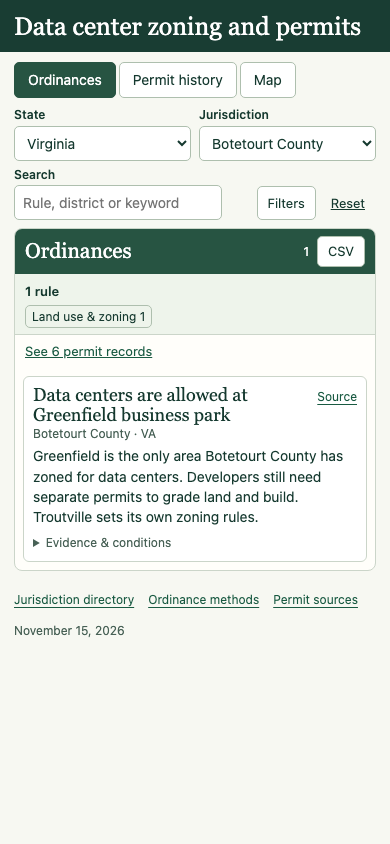 Data center zoning and permits
Ordinances
Permit history
Map
State
Jurisdiction
Virginia
Botetourt County
Search
Rule, district or keyword
Filters
Reset
Ordinances
1
CSV
1 rule
Land use & zoning 1
See 6 permit records
Data centers are allowed at
Greenfield business park
Source
Botetourt County · VA
Greenfield is the only area Botetourt County has
zoned for data centers. Developers still need
separate permits to grade land and build.
Troutville sets its own zoning rules.
Evidence & conditions
Jurisdiction directory
Ordinance methods
Permit sources
November 15, 2026